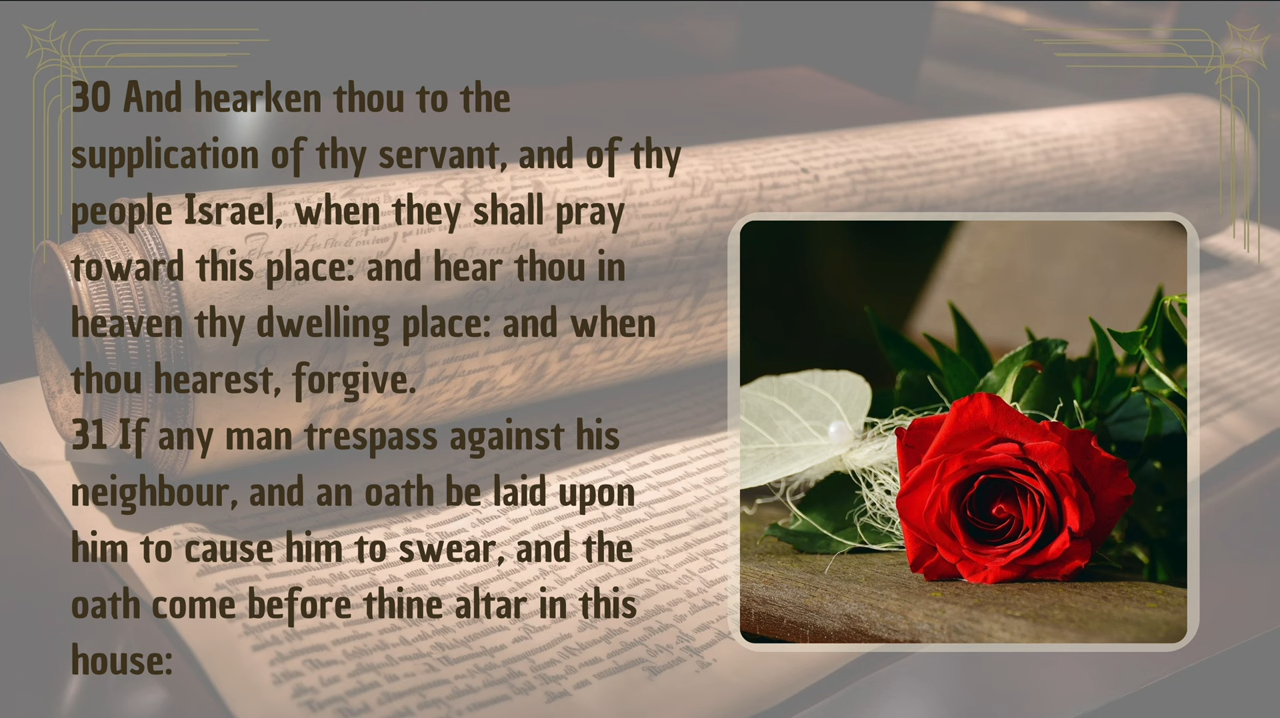 30 And hearken thou to the
supplication of thy servant, and of thy
people Israel, when they shall pray
toward this place: and hear thou in
heaven thy dwelling place: and when
thou hearest, forgive.
31 If any man trespass against his
neighbour, and an oath be laid upon
him to cause him to swear, and the
oath come before thine altar in this
house: